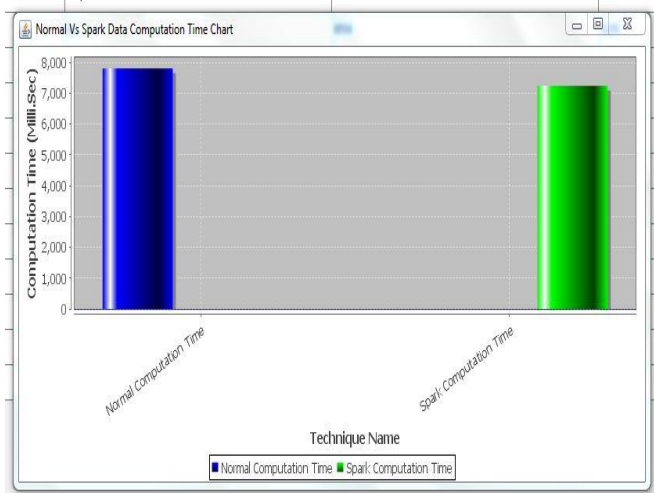 Normal Vs Spark Data Computation Time Chart
Computation Time (Milli.Sec)
8,000
7,000
6,000
5,000
4,000
3,000
2,000
1,000
0
Normal Computation Time
Spark Computation Time
Technique Name
Normal Computation Time Spark Computation Time